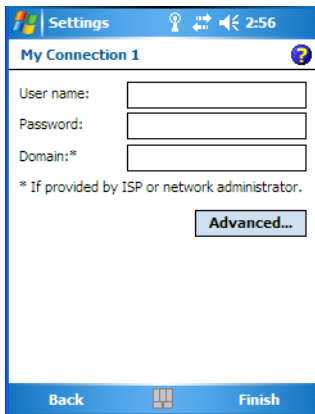 Settings 2:56
My Connection 1
User name:
Password:
Domain:*
* If provided by ISP or network administrator.
Advanced...
Back Finish